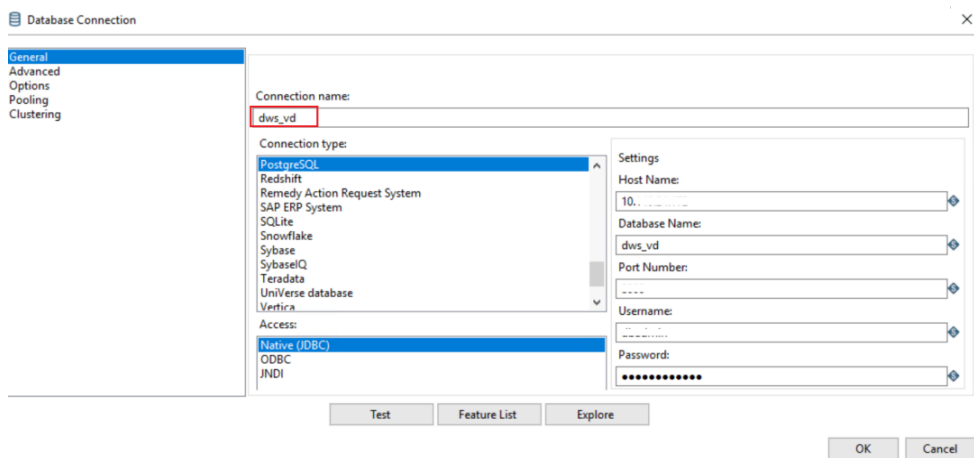 Database Connection
General
Advanced
Options
Pooling
Clustering
Connection name:
dws_vd
Connection type:
PostgreSQL
Redshift
Remedy Action Request System
SAP ERP System
SQLite
Snowflake
Sybase
SybaseIQ
Teradata
UniVerse database
Vertica
Access:
Native (JDBC)
ODBC
JNDI
Settings
Host Name:
10.
Database Name:
dws_vd
Port Number:
Username:
Password:
●●●●●●●●●●●●
Test
Feature List
Explore
OK
Cancel